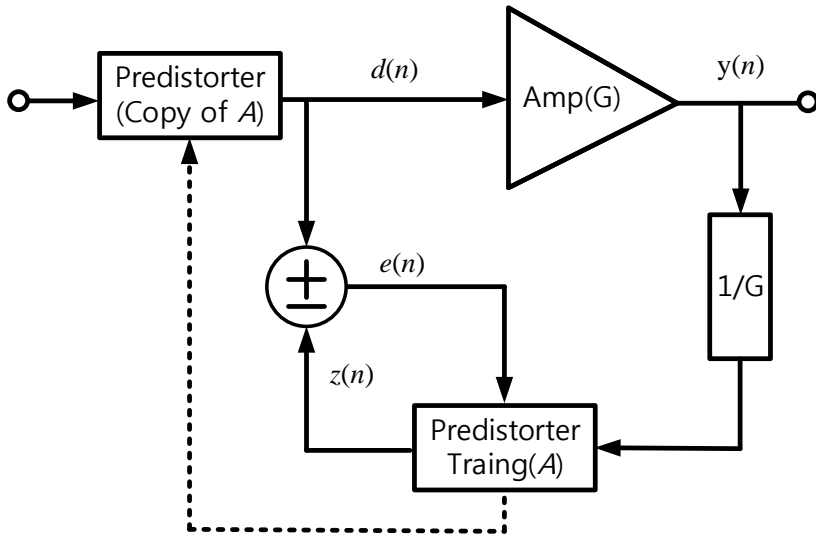 Predistorter
(Copy of A)
d(n)
Amp(G)
y(n)
+
−
e(n)
1/G
z(n)
Predistorter
Traing(A)